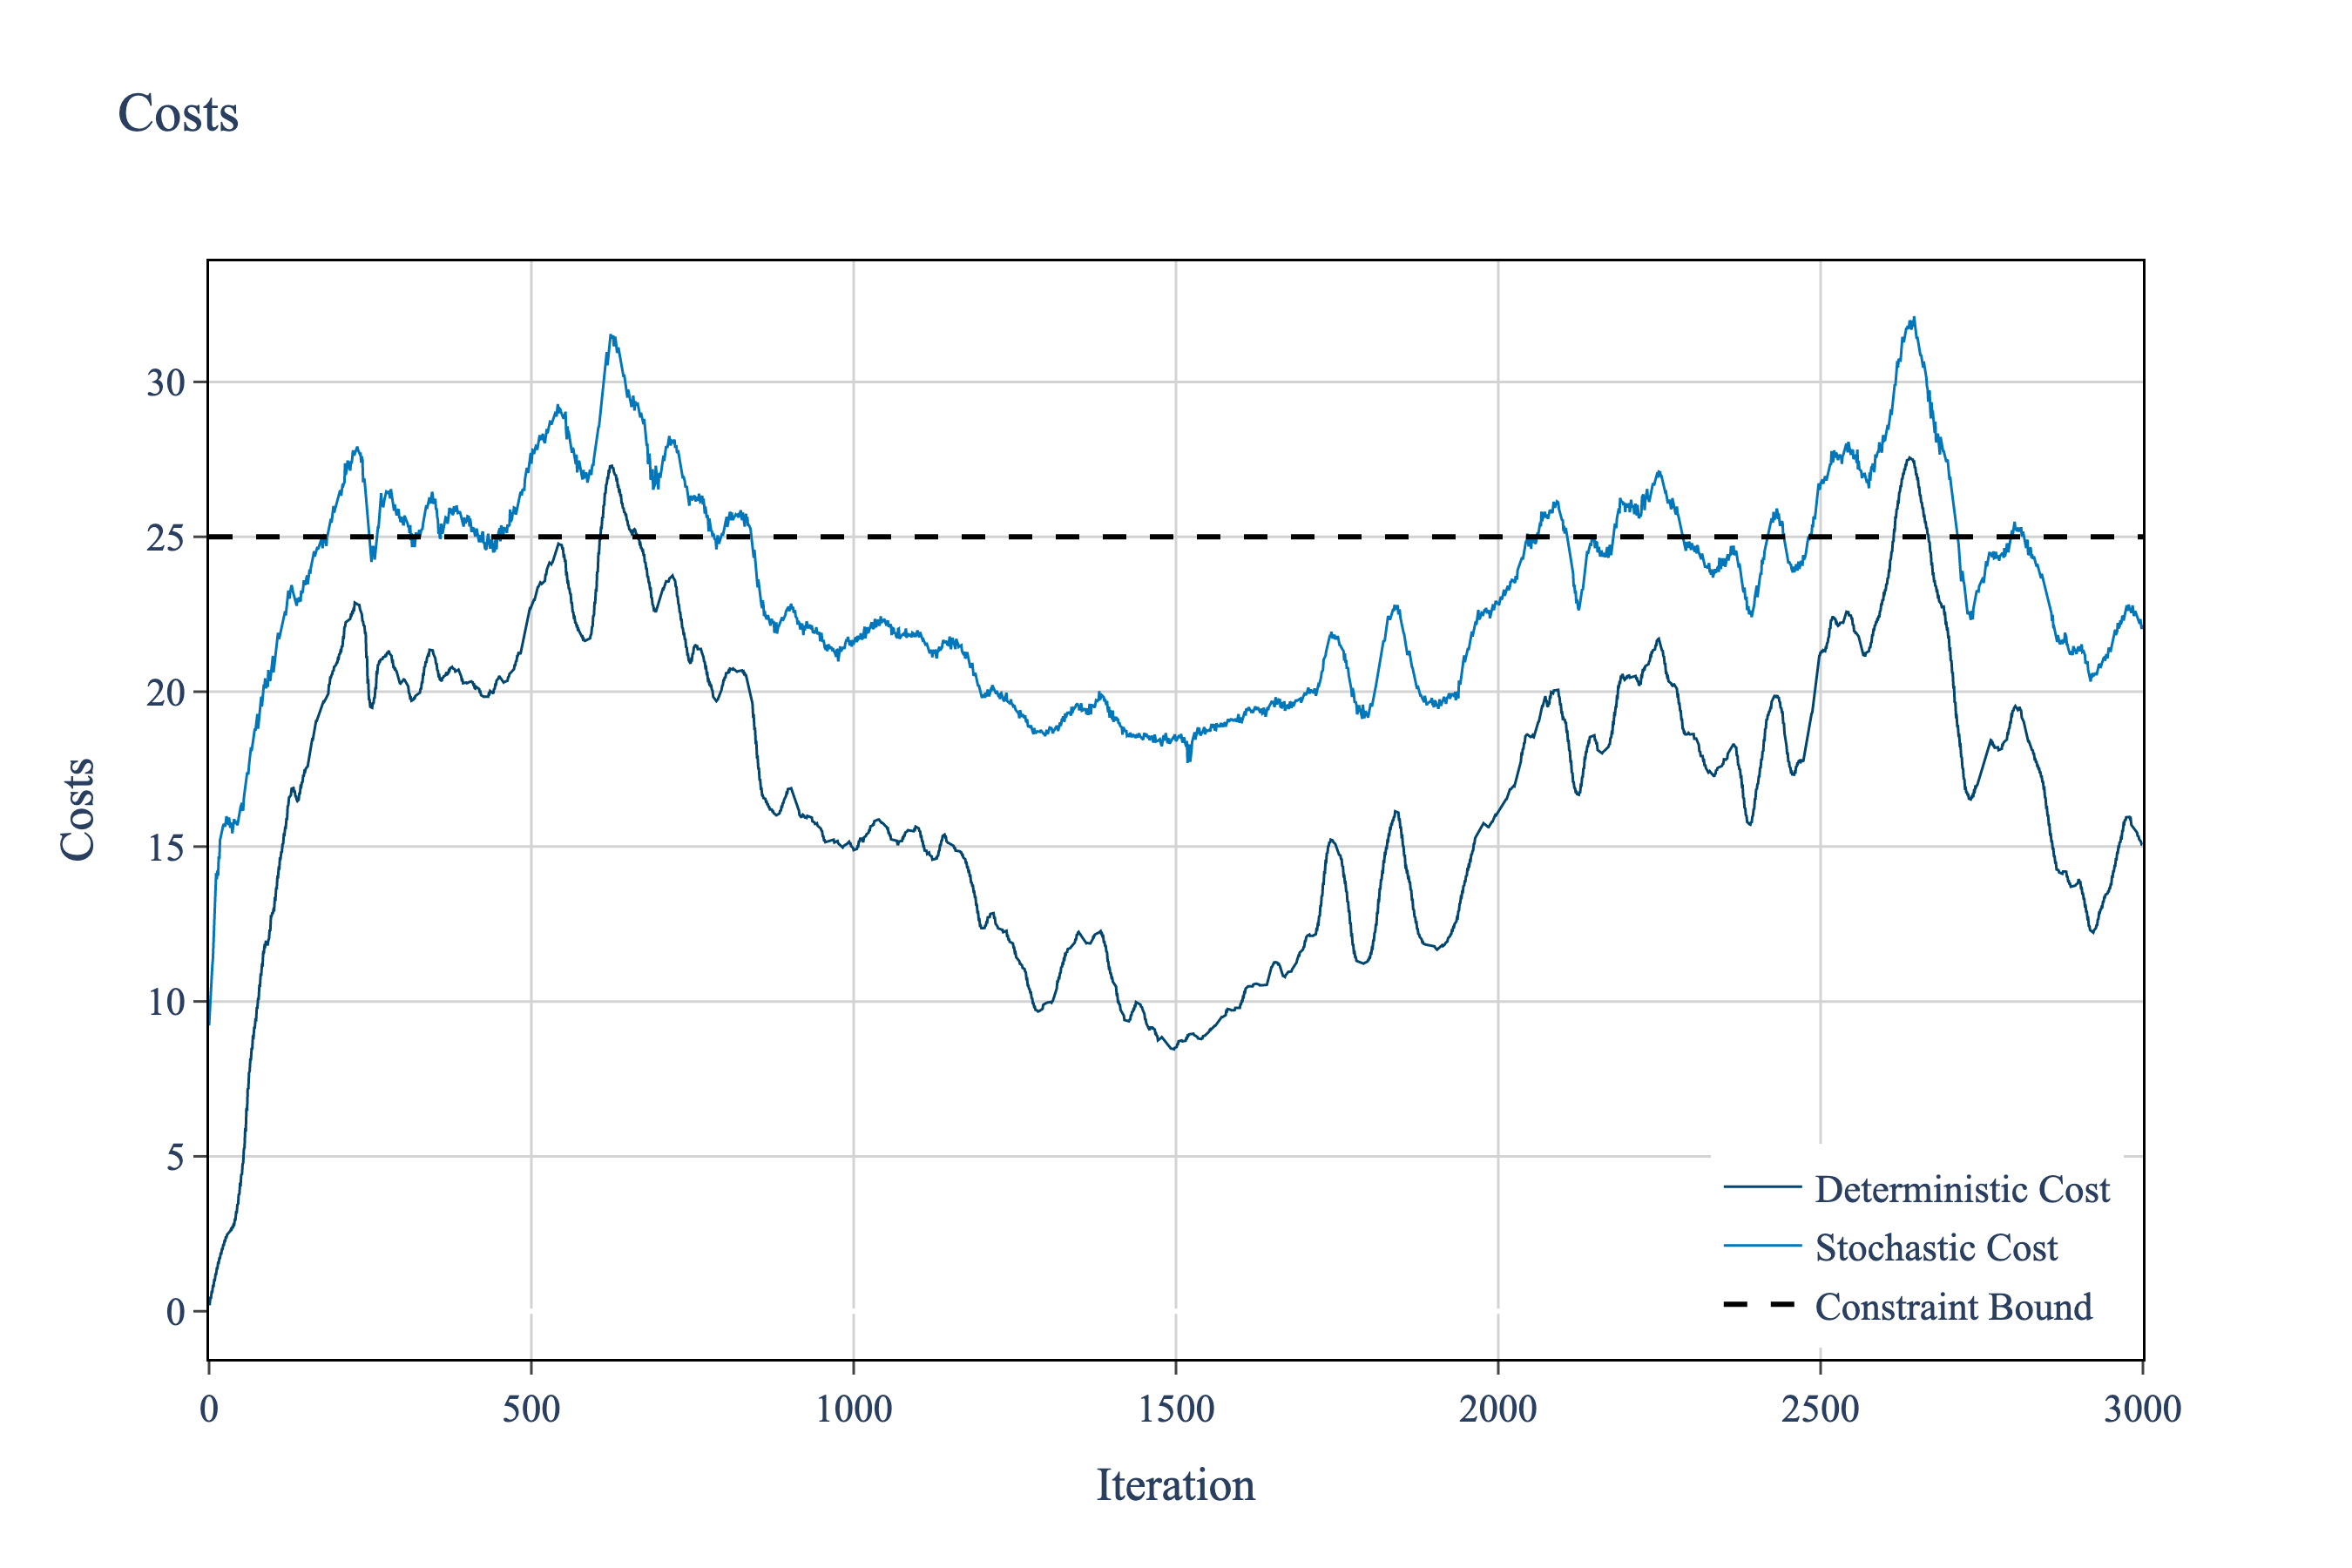 Costs
30
25
20
15
10
5
0
Costs
0 500 1000 1500 2000 2500 3000
Iteration
Deterministic Cost
Stochastic Cost
Constraint Bound